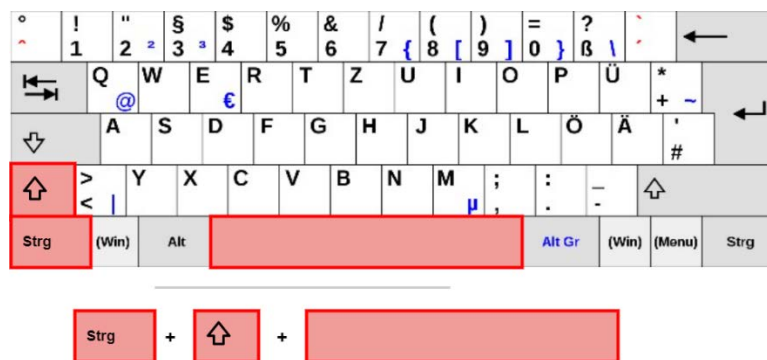 ° ! " § $ % & / ( ) = ? `
^ 1 2 ² 3 ³ 4 5 6 7 { 8 [ 9 ] 0 } ß \ ´
Q W E R T Z U I O P Ü *
@ € + ~
A S D F G H J K L Ö Ä '
#
> Y X C V B N M ; : _
< | µ , . -
Strg (Win) Alt Alt Gr (Win) (Menu) Strg
Strg + +